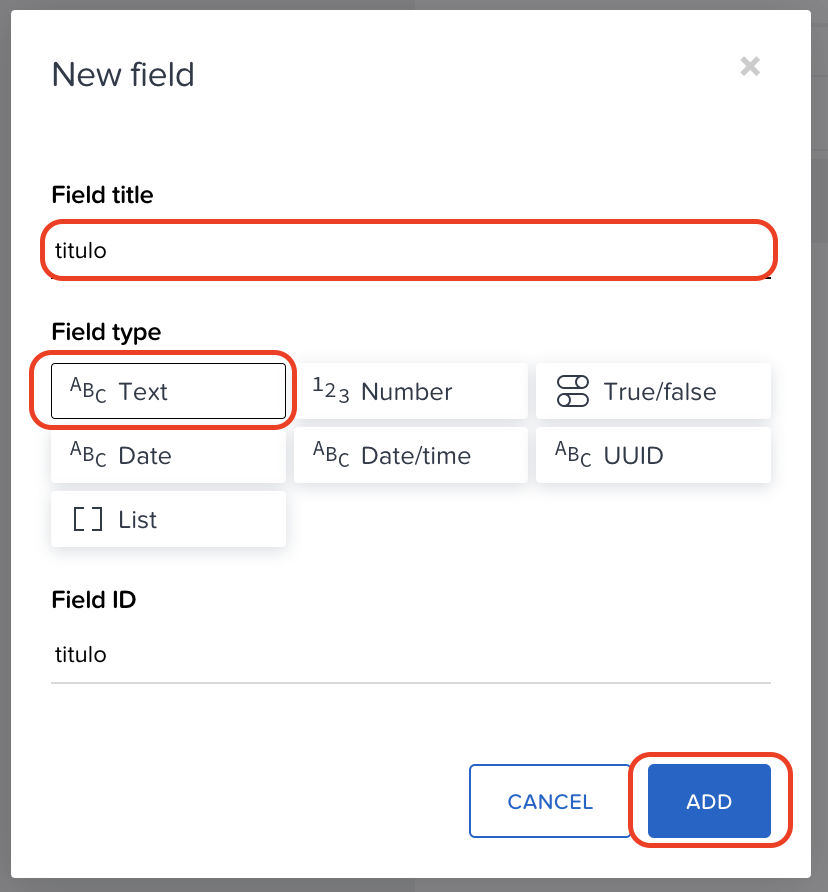 New field
×
Field title
titulo
Field type
ABC Text
123 Number
True/false
ABC Date
ABC Date/time
ABC UUID
[ ] List
Field ID
titulo
CANCEL
ADD